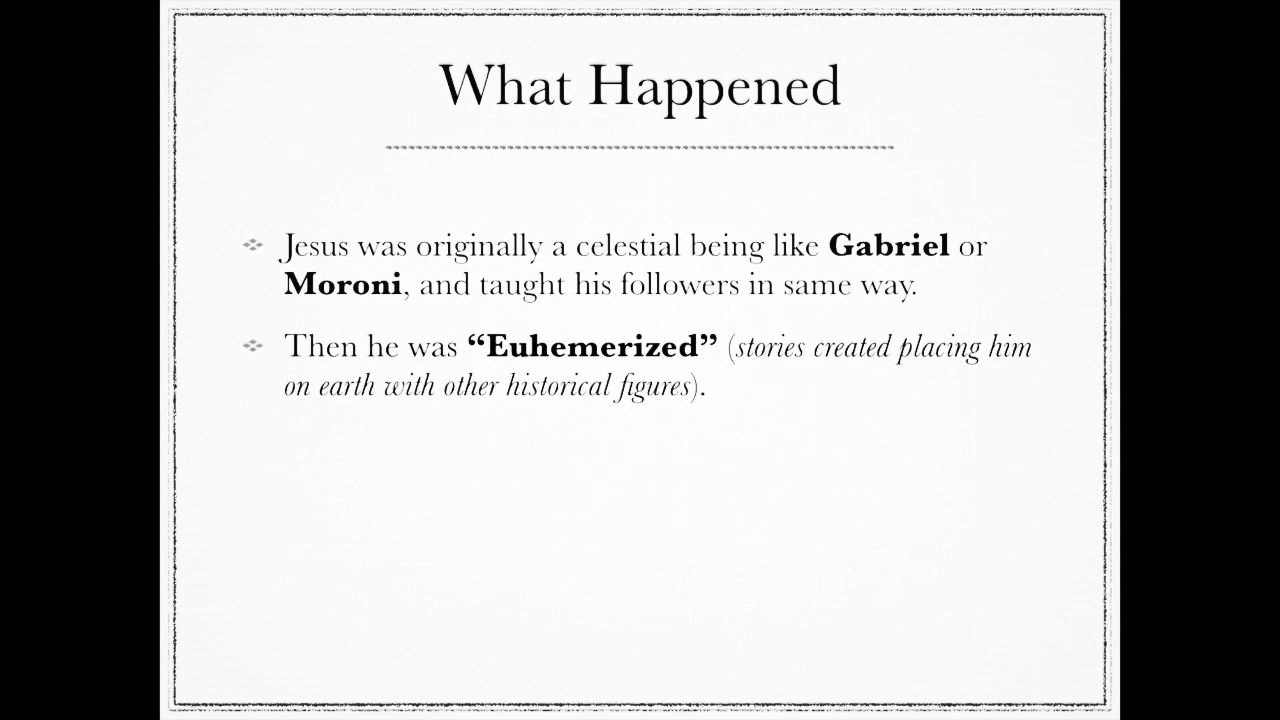 What Happened
Jesus was originally a celestial being like Gabriel or
Moroni, and taught his followers in same way.
Then he was “Euhemerized” (stories created placing him
on earth with other historical figures).